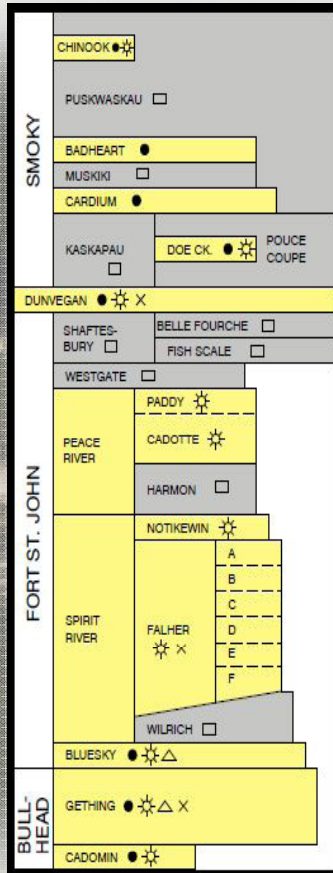 SMOKY
CHINOOK
PUSKWASKAU
BADHEART
MUSKIKI
CARDIUM
KASKAPAU
DOE CK.
POUCE
COUPE
DUNVEGAN
FORT ST. JOHN
SHAFTES-
BURY
BELLE FOURCHE
FISH SCALE
WESTGATE
PEACE
RIVER
PADDY
CADOTTE
HARMON
SPIRIT
RIVER
NOTIKEWIN
FALHER
A
B
C
D
E
F
WILRICH
BLUESKY
BULL-
HEAD
GETHING
CADOMIN